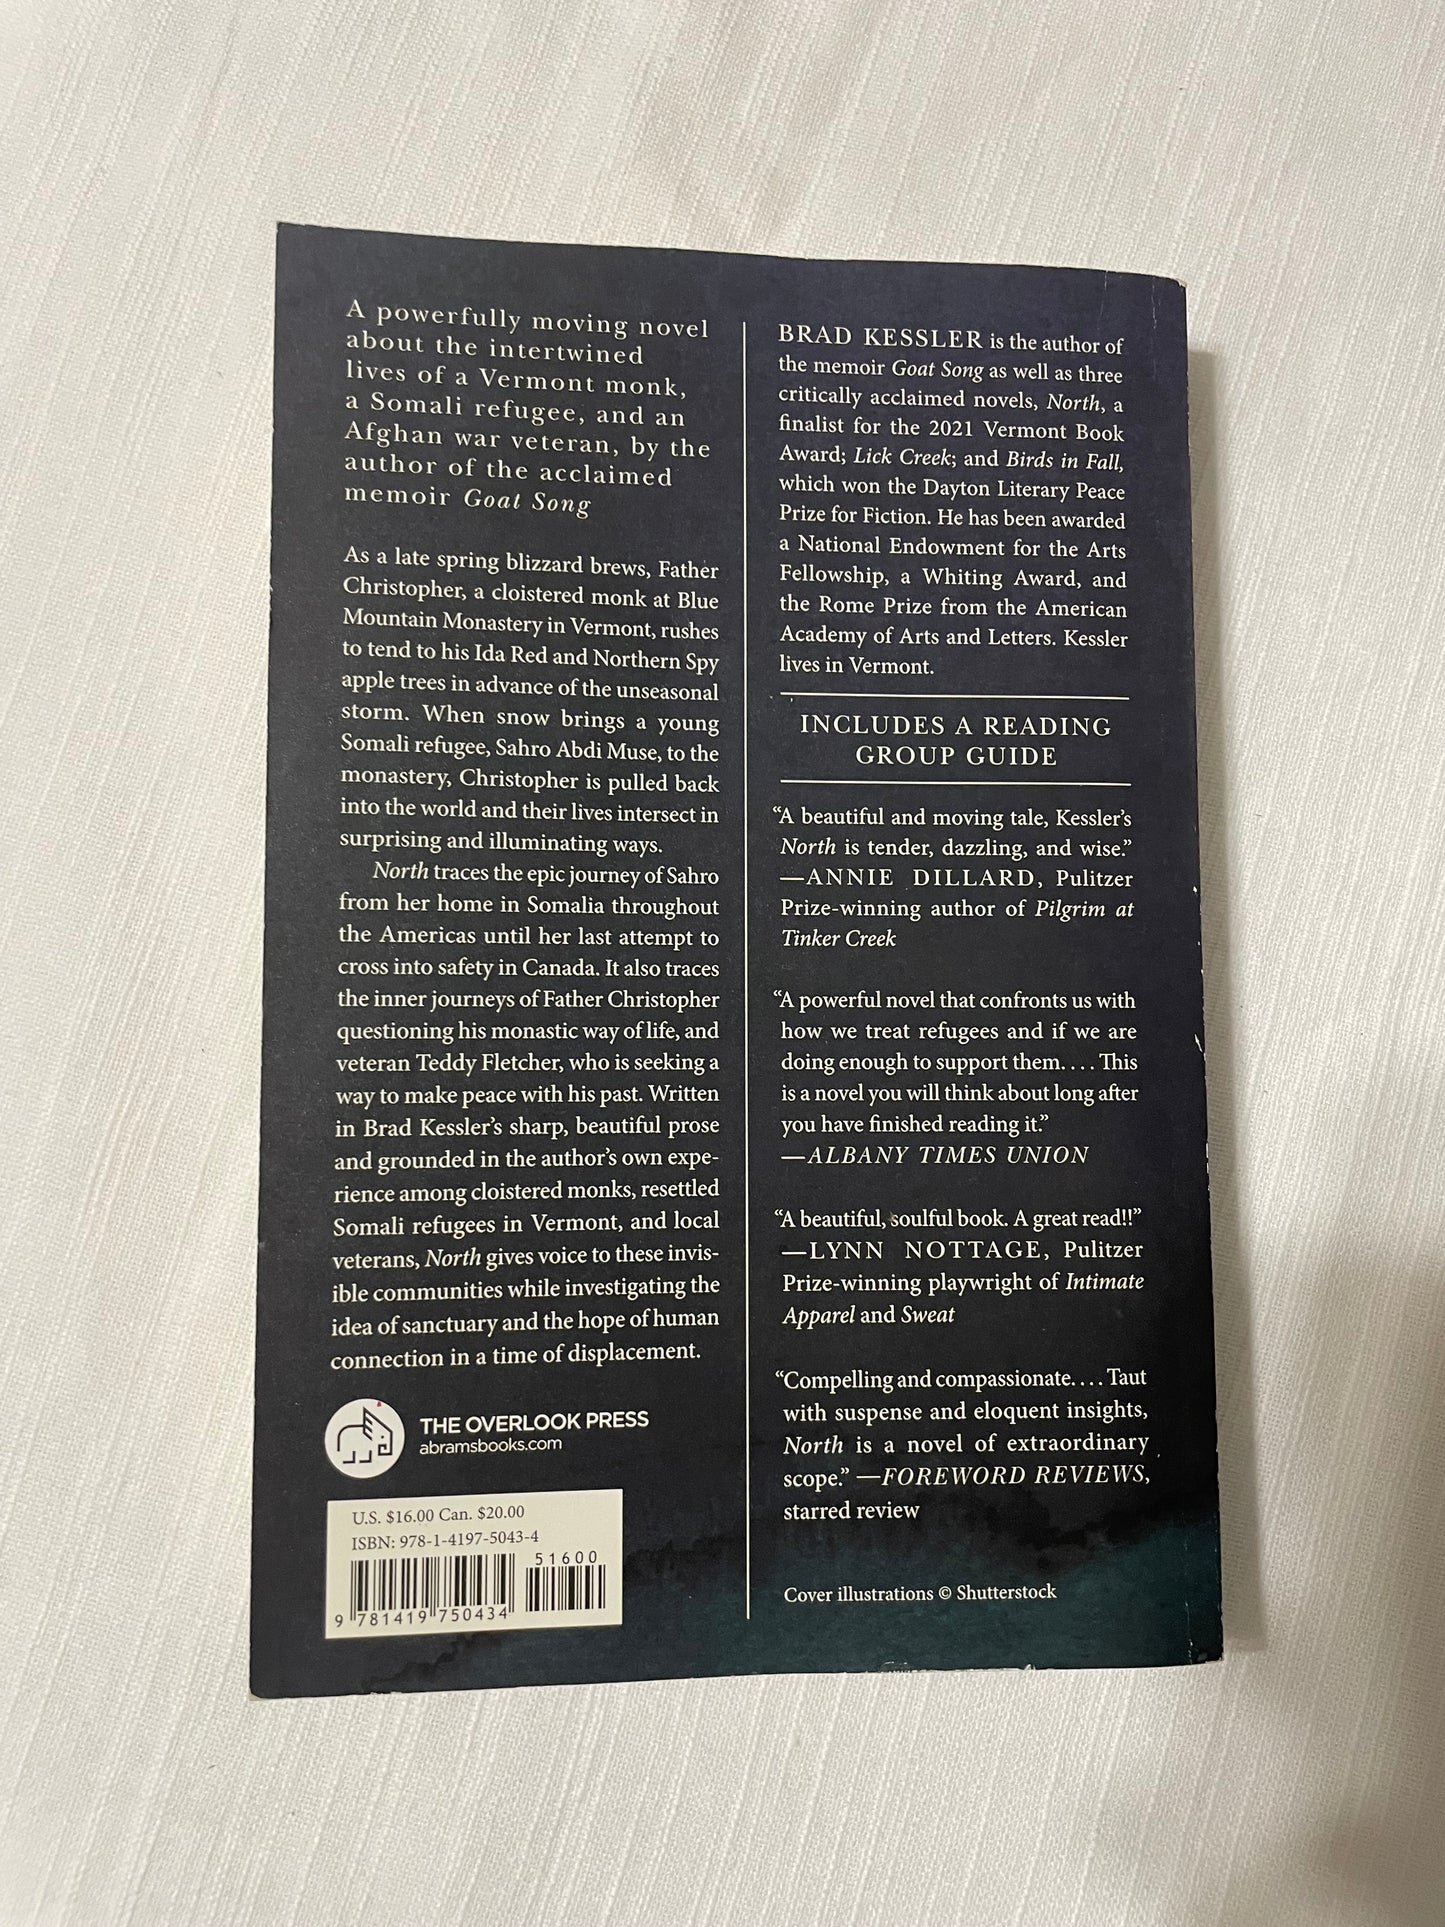 A powerfully moving novel
about the intertwined
lives of a Vermont monk,
a Somali refugee, and an
Afghan war veteran, by the
author of the acclaimed
memoir Goat Song
As a late spring blizzard brews, Father
Christopher, a cloistered monk at Blue
Mountain Monastery in Vermont, rushes
to tend to his Ida Red and Northern Spy
apple trees in advance of the unseasonal
storm. When snow brings a young
Somali refugee, Sahro Abdi Muse, to the
monastery, Christopher is pulled back
into the world and their lives intersect in
surprising and illuminating ways.
North traces the epic journey of Sahro
from her home in Somalia throughout
the Americas until her last attempt to
cross into safety in Canada. It also traces
the inner journeys of Father Christopher
questioning his monastic way of life, and
veteran Teddy Fletcher, who is seeking a
way to make peace with his past. Written
in Brad Kessler's sharp, beautiful prose
and grounded in the author's own expe-
rience among cloistered monks, resettled
Somali refugees in Vermont, and local
veterans, North gives voice to these invis-
ible communities while investigating the
idea of sanctuary and the hope of human
connection in a time of displacement.
THE OVERLOOK PRESS
abramsbooks.com
U.S. $16.00 Can. $20.00
ISBN: 978-1-4197-5043-4
51600
9 781419 750434
BRAD KESSLER is the author of
the memoir Goat Song as well as three
critically acclaimed novels, North, a
finalist for the 2021 Vermont Book
Award; Lick Creek; and Birds in Fall,
which won the Dayton Literary Peace
Prize for Fiction. He has been awarded
a National Endowment for the Arts
Fellowship, a Whiting Award, and
the Rome Prize from the American
Academy of Arts and Letters. Kessler
lives in Vermont.
INCLUDES A READING
GROUP GUIDE
“A beautiful and moving tale, Kessler’s
North is tender, dazzling, and wise.”
—ANNIE DILLARD, Pulitzer
Prize-winning author of Pilgrim at
Tinker Creek
“A powerful novel that confronts us with
how we treat refugees and if we are
doing enough to support them.... This
is a novel you will think about long after
you have finished reading it.”
—ALBANY TIMES UNION
“A beautiful, soulful book. A great read!!”
—LYNN NOTTAGE, Pulitzer
Prize-winning playwright of Intimate
Apparel and Sweat
“Compelling and compassionate.... Taut
with suspense and eloquent insights,
North is a novel of extraordinary
scope.” —FOREWORD REVIEWS,
starred review
Cover illustrations © Shutterstock